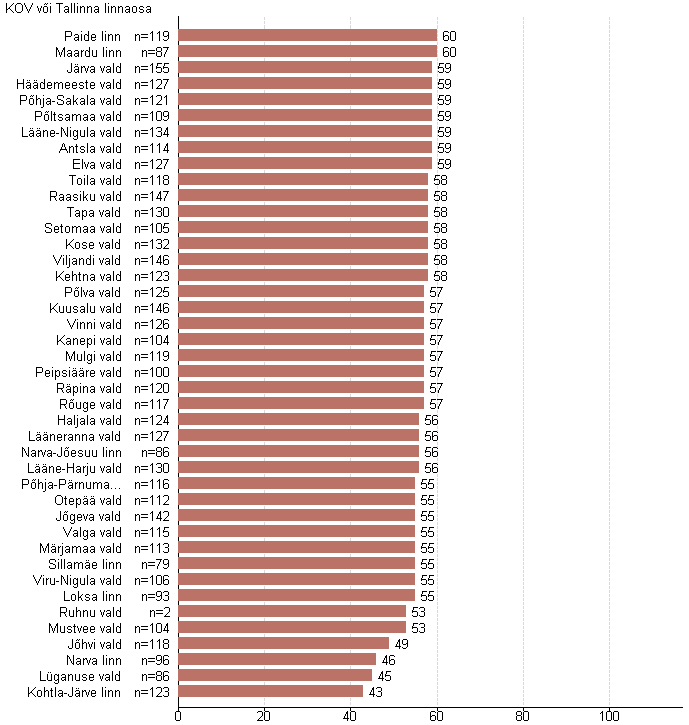 KOV või Tallinna linnaosa
Paide linn n=119 60
Maardu linn n=87 60
Järva vald n=155 59
Häädemeeste vald n=127 59
Põhja-Sakala vald n=121 59
Põltsamaa vald n=109 59
Lääne-Nigula vald n=134 59
Antsla vald n=114 59
Elva vald n=127 59
Toila vald n=118 58
Raasiku vald n=147 58
Tapa vald n=130 58
Setomaa vald n=105 58
Kose vald n=132 58
Viljandi vald n=146 58
Kehtna vald n=123 58
Põlva vald n=125 57
Kuusalu vald n=146 57
Vinni vald n=126 57
Kanepi vald n=104 57
Mulgi vald n=119 57
Peipsiääre vald n=100 57
Räpina vald n=120 57
Rõuge vald n=117 57
Haljala vald n=124 56
Lääneranna vald n=127 56
Narva-Jõesuu linn n=86 56
Lääne-Harju vald n=130 56
Põhja-Pärnuma... n=116 55
Otepää vald n=112 55
Jõgeva vald n=142 55
Valga vald n=115 55
Märjamaa vald n=113 55
Sillamäe linn n=79 55
Viru-Nigula vald n=106 55
Loksa linn n=93 55
Ruhnu vald n=2 53
Mustvee vald n=104 53
Jõhvi vald n=118 49
Narva linn n=96 46
Lüganuse vald n=86 45
Kohtla-Järve linn n=123 43
0 20 40 60 80 100